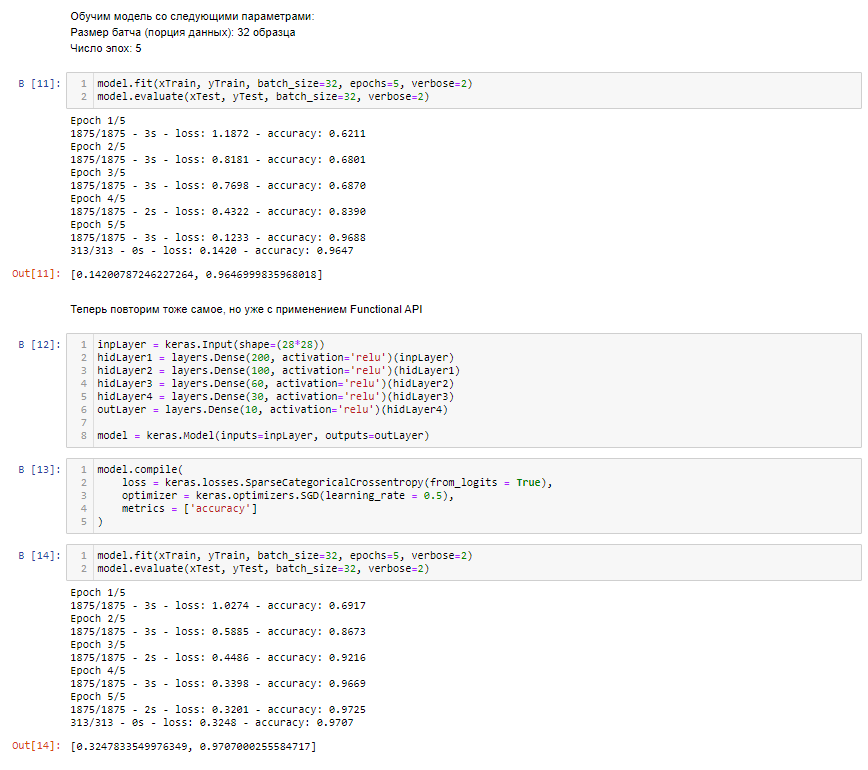 Обучим модель со следующими параметрами:
Размер батча (порция данных): 32 образца
Число эпох: 5
В [11]:
1 model.fit(xTrain, yTrain, batch_size=32, epochs=5, verbose=2)
2 model.evaluate(xTest, yTest, batch_size=32, verbose=2)
Epoch 1/5
1875/1875 - 3s - loss: 1.1872 - accuracy: 0.6211
Epoch 2/5
1875/1875 - 3s - loss: 0.8181 - accuracy: 0.6801
Epoch 3/5
1875/1875 - 3s - loss: 0.7698 - accuracy: 0.6870
Epoch 4/5
1875/1875 - 2s - loss: 0.4322 - accuracy: 0.8390
Epoch 5/5
1875/1875 - 3s - loss: 0.1233 - accuracy: 0.9688
313/313 - 0s - loss: 0.1420 - accuracy: 0.9647
Out[11]: [0.14200787246227264, 0.9646999835968018]
Теперь повторим тоже самое, но уже с применением Functional API
В [12]:
1 inpLayer = keras.Input(shape=(28*28))
2 hidLayer1 = layers.Dense(200, activation='relu')(inpLayer)
3 hidLayer2 = layers.Dense(100, activation='relu')(hidLayer1)
4 hidLayer3 = layers.Dense(60, activation='relu')(hidLayer2)
5 hidLayer4 = layers.Dense(30, activation='relu')(hidLayer3)
6 outLayer = layers.Dense(10, activation='relu')(hidLayer4)
7
8 model = keras.Model(inputs=inpLayer, outputs=outLayer)
В [13]:
1 model.compile(
2     loss = keras.losses.SparseCategoricalCrossentropy(from_logits = True),
3     optimizer = keras.optimizers.SGD(learning_rate = 0.5),
4     metrics = ['accuracy']
5 )
В [14]:
1 model.fit(xTrain, yTrain, batch_size=32, epochs=5, verbose=2)
2 model.evaluate(xTest, yTest, batch_size=32, verbose=2)
Epoch 1/5
1875/1875 - 3s - loss: 1.0274 - accuracy: 0.6917
Epoch 2/5
1875/1875 - 3s - loss: 0.5885 - accuracy: 0.8673
Epoch 3/5
1875/1875 - 2s - loss: 0.4486 - accuracy: 0.9216
Epoch 4/5
1875/1875 - 3s - loss: 0.3398 - accuracy: 0.9669
Epoch 5/5
1875/1875 - 2s - loss: 0.3201 - accuracy: 0.9725
313/313 - 0s - loss: 0.3248 - accuracy: 0.9707
Out[14]: [0.3247833549976349, 0.9707000255584717]